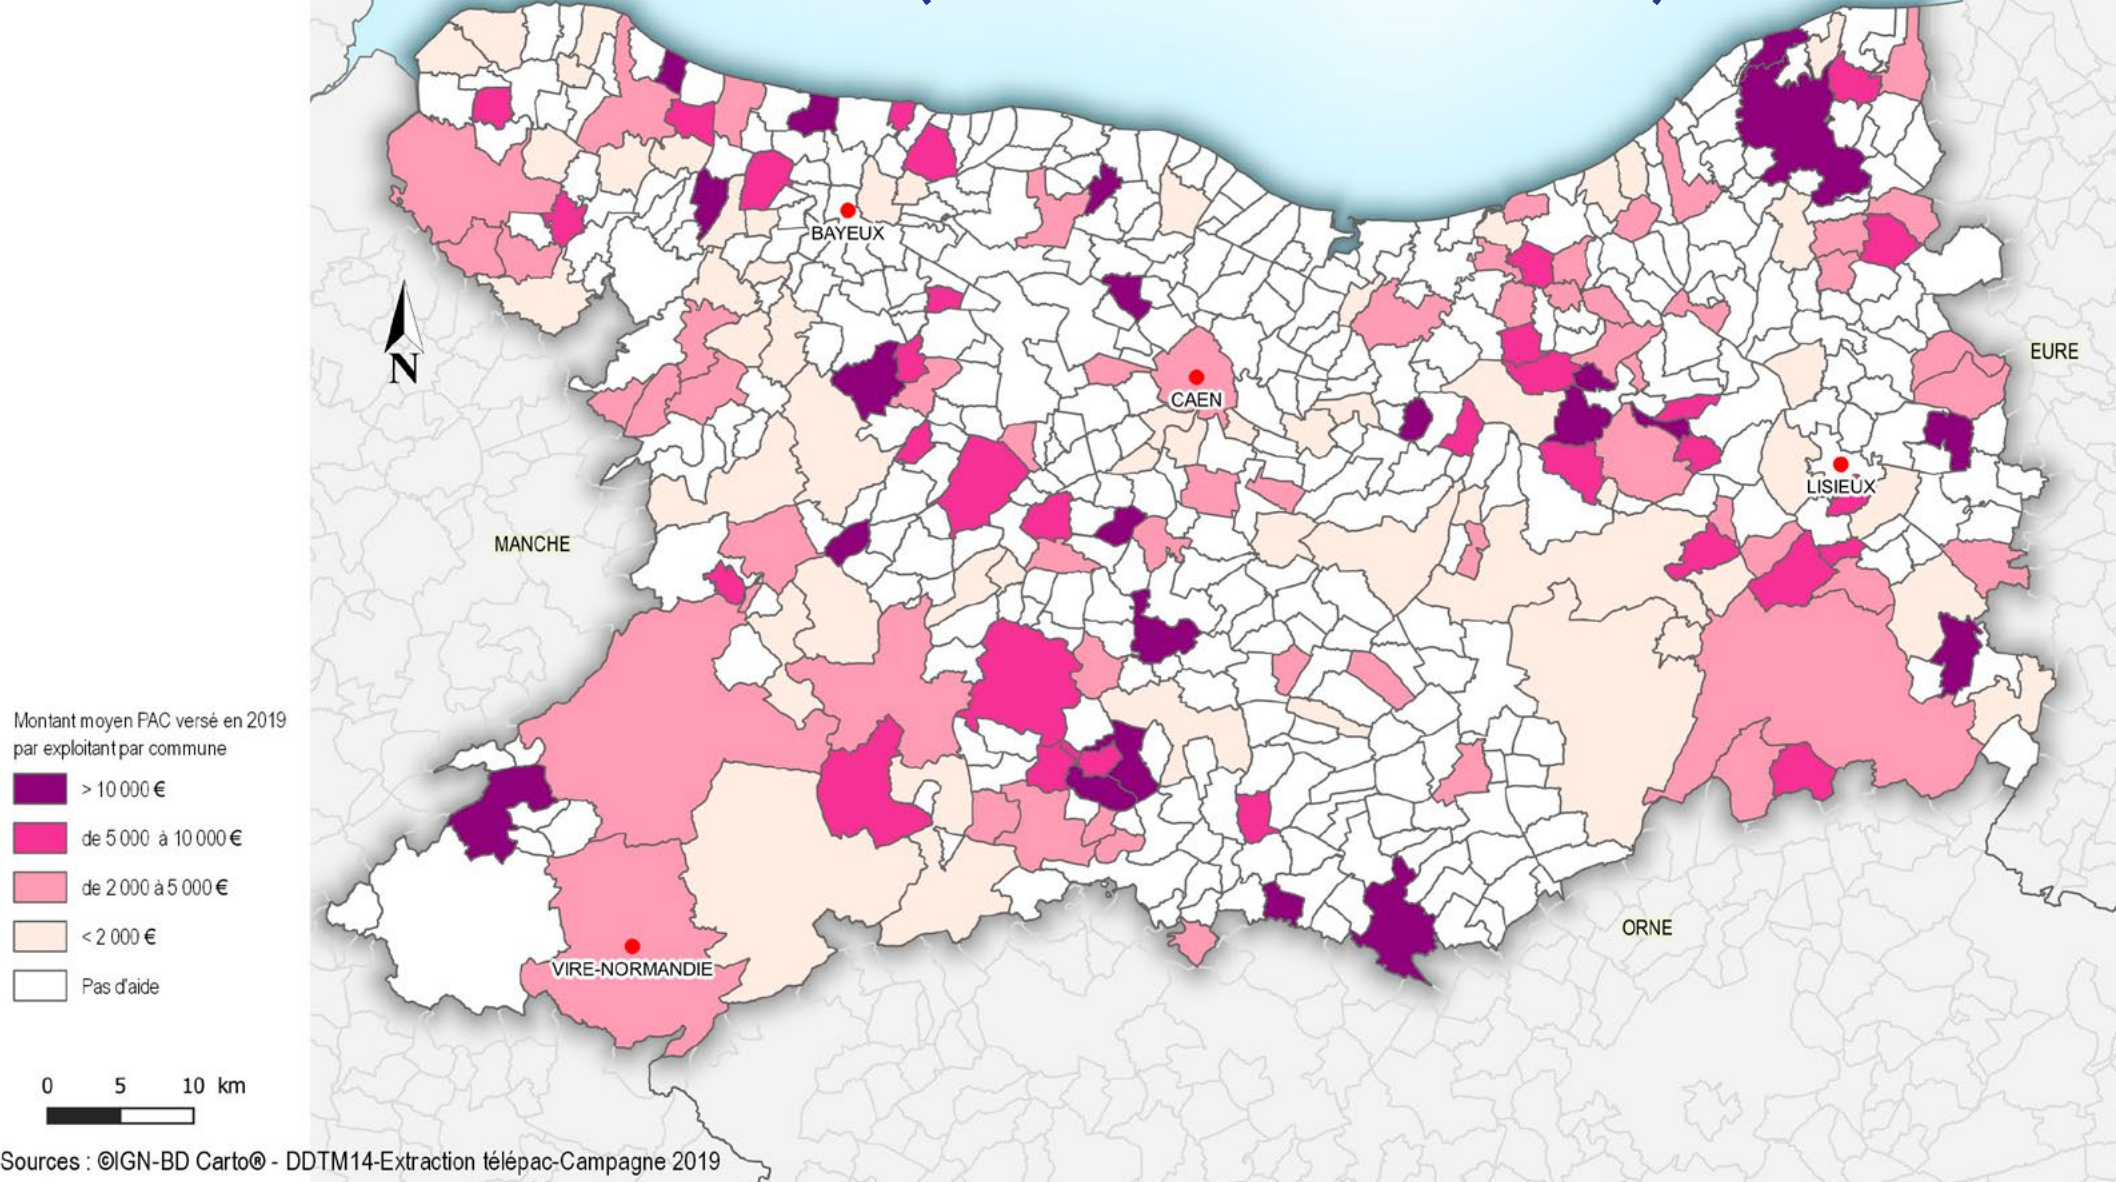 BAYEUX
N
EURE
CAEN
LISIEUX
MANCHE
Montant moyen PAC versé en 2019
par exploitant par commune
> 10 000 €
de 5 000 à 10 000 €
de 2 000 à 5 000 €
< 2 000 €
Pas d'aide
ORNE
VIRE-NORMANDIE
0 5 10 km
Sources : ©IGN-BD Carto® - DDTM14-Extraction télépac-Campagne 2019